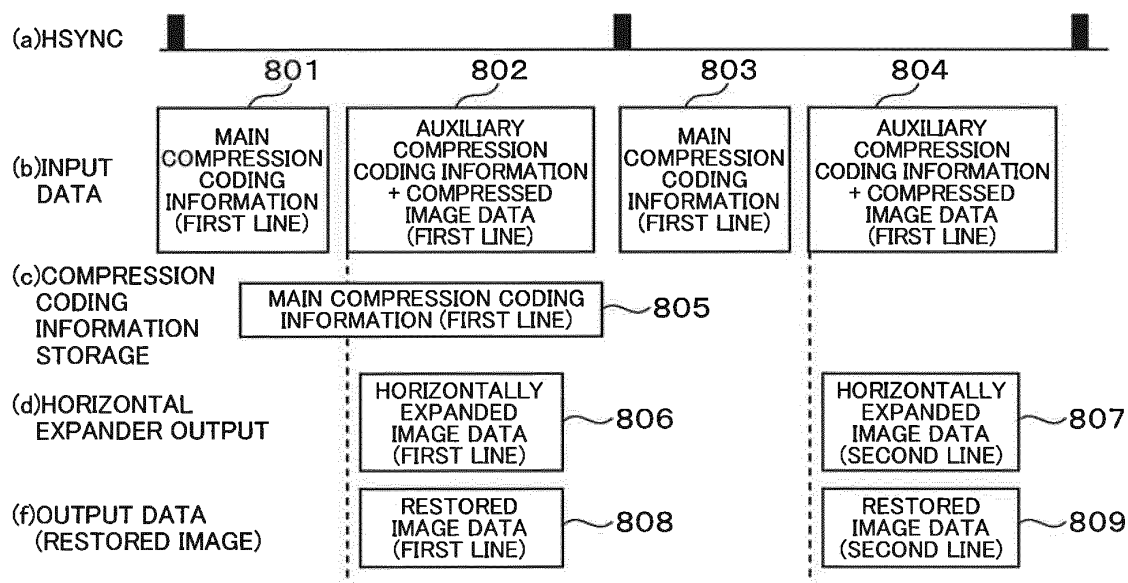 (a)HSYNC
801
802
803
804
(b)INPUT
DATA
MAIN
COMPRESSION
CODING
INFORMATION
(FIRST LINE)
AUXILIARY
COMPRESSION
CODING INFORMATION
+ COMPRESSED
IMAGE DATA
(FIRST LINE)
MAIN
COMPRESSION
CODING
INFORMATION
(FIRST LINE)
AUXILIARY
COMPRESSION
CODING INFORMATION
+ COMPRESSED
IMAGE DATA
(FIRST LINE)
(c)COMPRESSION
CODING
INFORMATION
STORAGE
MAIN COMPRESSION CODING
INFORMATION (FIRST LINE)
805
(d)HORIZONTAL
EXPANDER OUTPUT
HORIZONTALLY
EXPANDED
IMAGE DATA
(FIRST LINE)
806
HORIZONTALLY
EXPANDED
IMAGE DATA
(SECOND LINE)
807
(f)OUTPUT DATA
(RESTORED IMAGE)
RESTORED
IMAGE DATA
(FIRST LINE)
808
RESTORED
IMAGE DATA
(SECOND LINE)
809